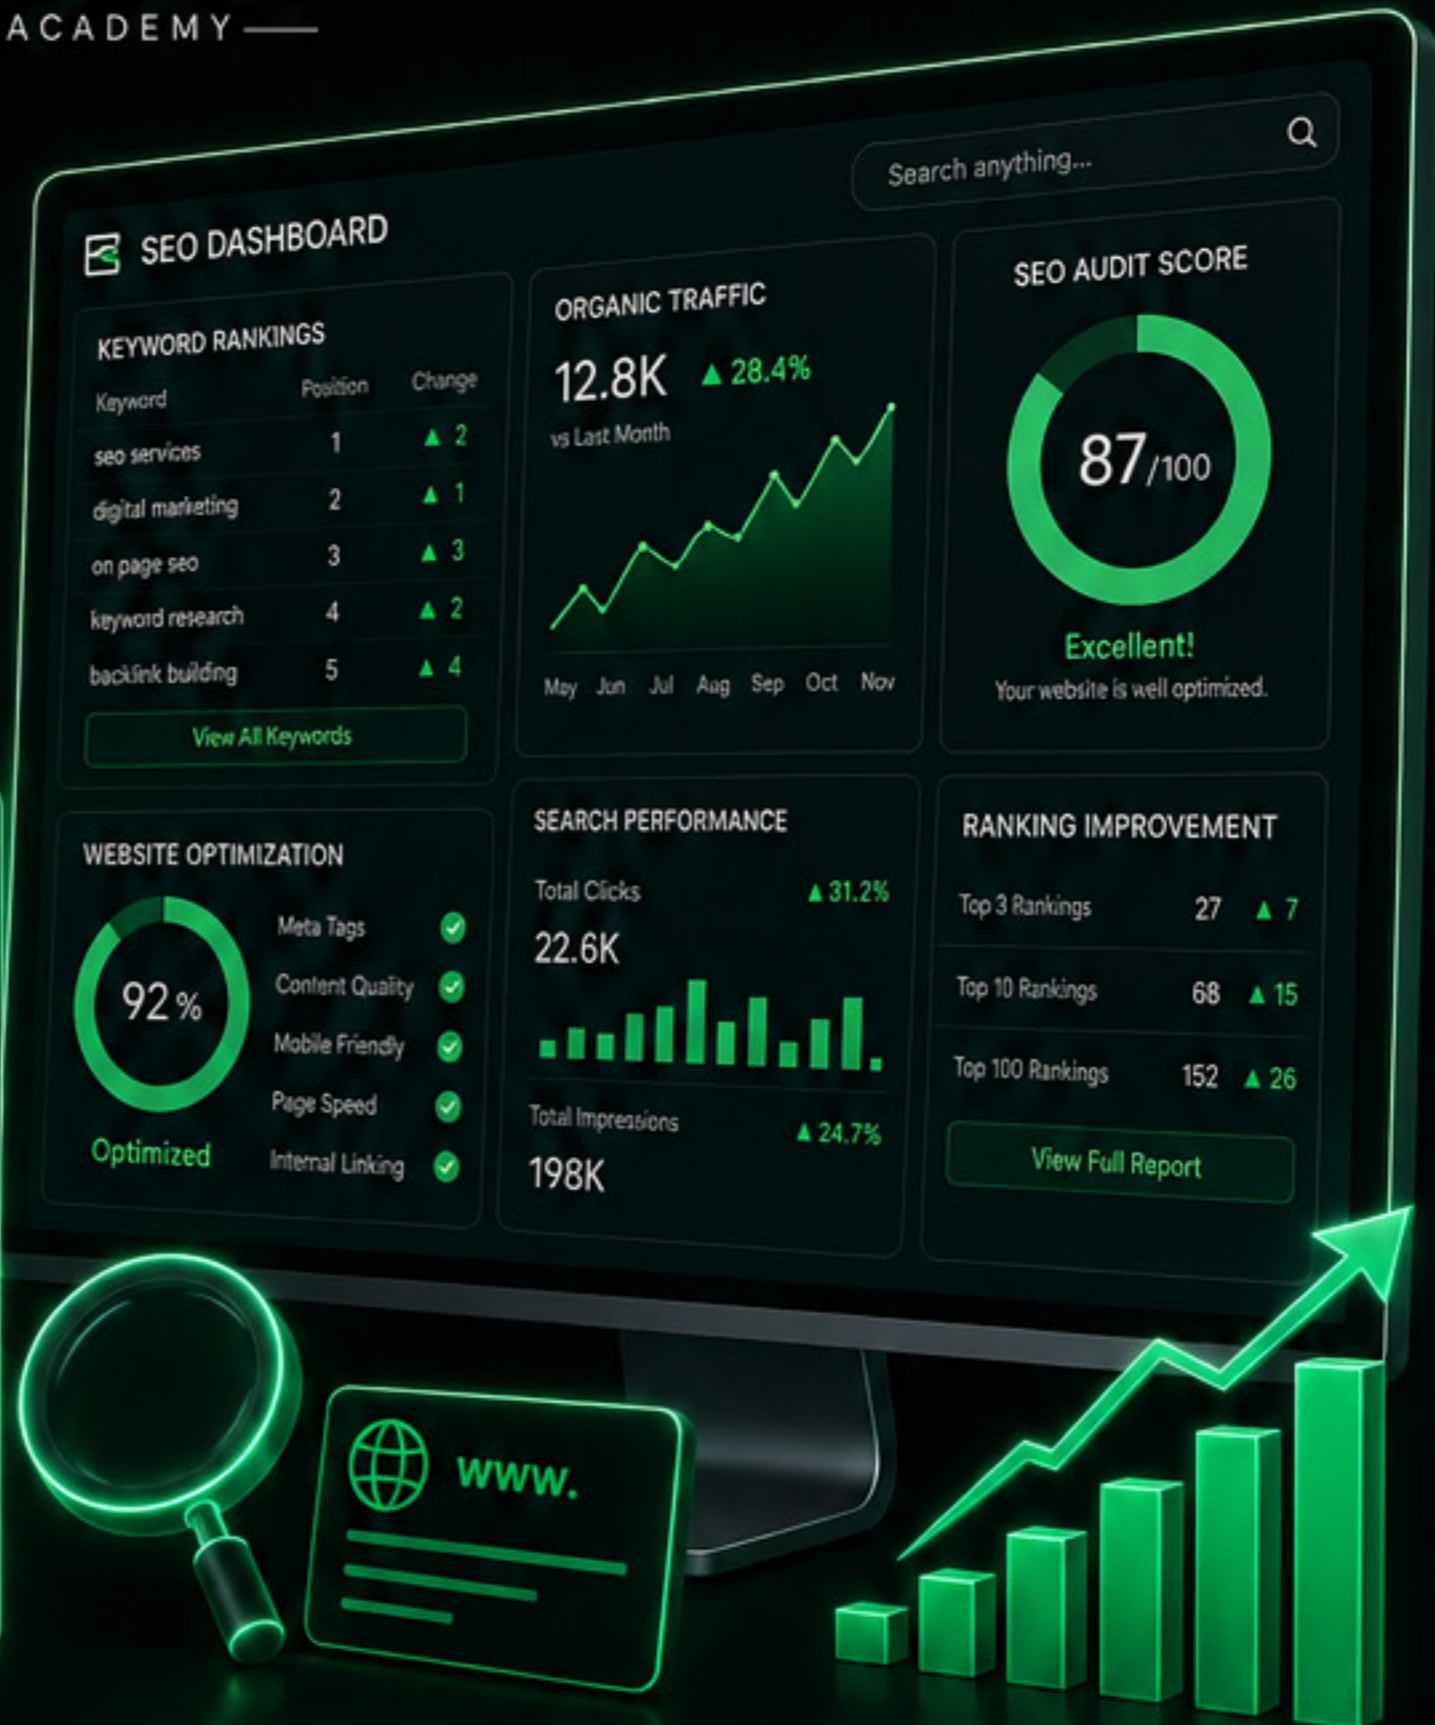 ACADEMY
Search anything...
SEO DASHBOARD
KEYWORD RANKINGS
Keyword Position Change
seo services 1 ▲ 2
digital marketing 2 ▲ 1
on page seo 3 ▲ 3
keyword research 4 ▲ 2
backlink building 5 ▲ 4
View All Keywords
ORGANIC TRAFFIC
12.8K ▲ 28.4%
vs Last Month
May Jun Jul Aug Sep Oct Nov
SEO AUDIT SCORE
87/100
Excellent!
Your website is well optimized.
WEBSITE OPTIMIZATION
92%
Optimized
Meta Tags
Content Quality
Mobile Friendly
Page Speed
Internal Linking
SEARCH PERFORMANCE
Total Clicks ▲ 31.2%
22.6K
Total Impressions ▲ 24.7%
198K
RANKING IMPROVEMENT
Top 3 Rankings 27 ▲ 7
Top 10 Rankings 68 ▲ 15
Top 100 Rankings 152 ▲ 26
View Full Report
www.